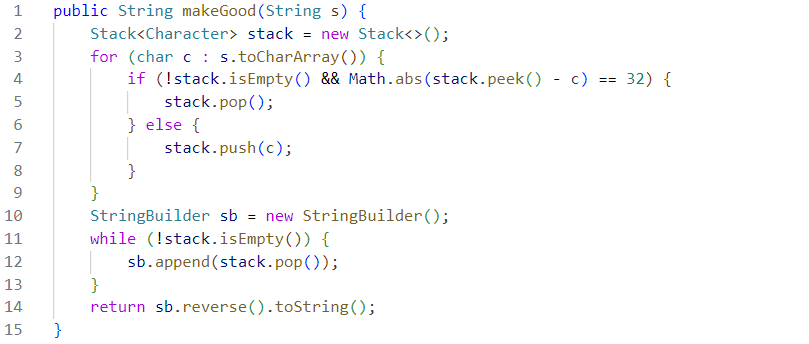 1 public String makeGood(String s) {
2     Stack<Character> stack = new Stack<>();
3     for (char c : s.toCharArray()) {
4         if (!stack.isEmpty() && Math.abs(stack.peek() - c) == 32) {
5             stack.pop();
6         } else {
7             stack.push(c);
8         }
9     }
10     StringBuilder sb = new StringBuilder();
11     while (!stack.isEmpty()) {
12         sb.append(stack.pop());
13     }
14     return sb.reverse().toString();
15 }